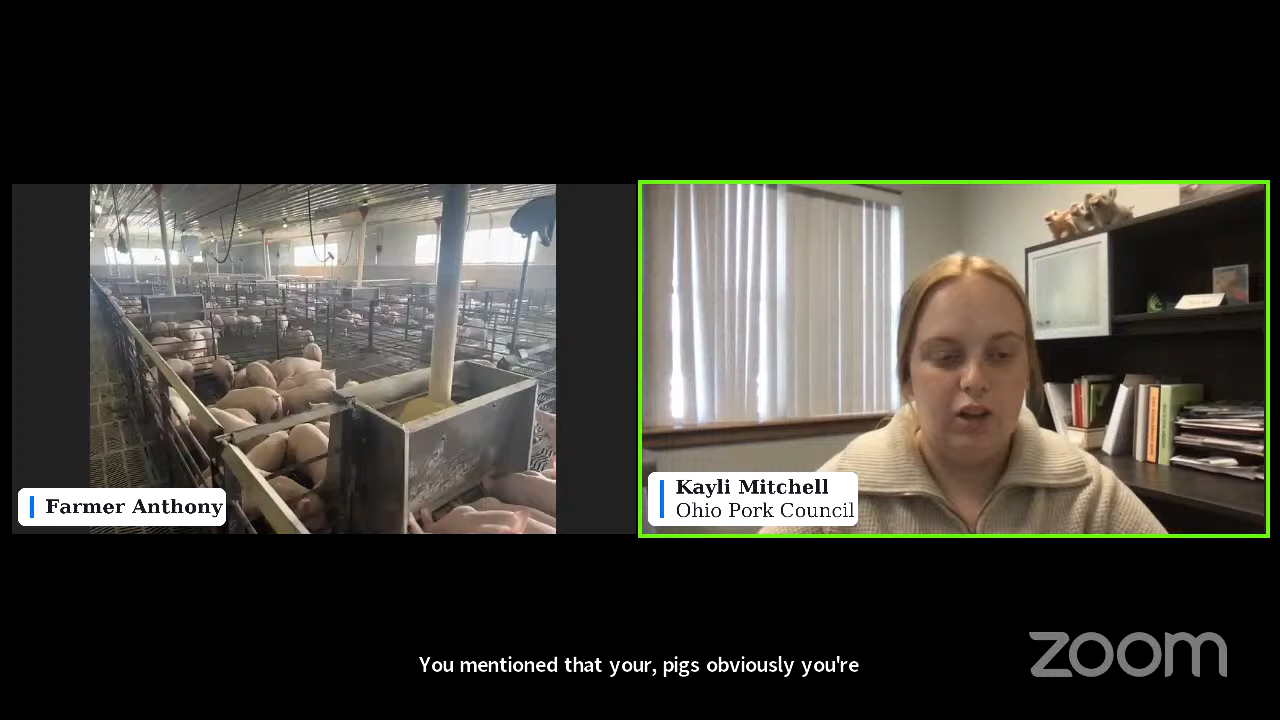 Farmer Anthony
Kayli Mitchell
Ohio Pork Council
You mentioned that your, pigs obviously you're
zoom